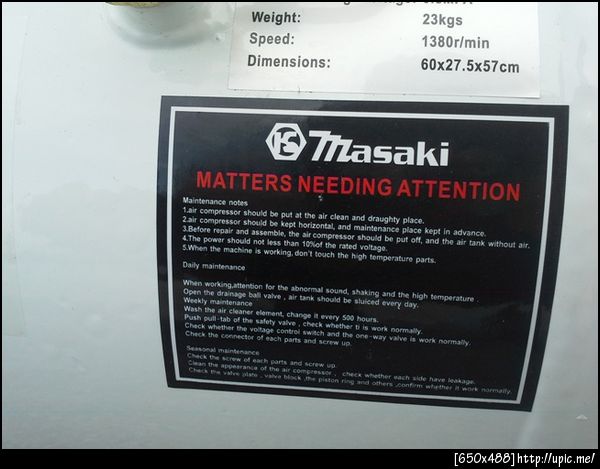 Weight: 23kgs
Speed: 1380r/min
Dimensions: 60x27.5x57cm
Masaki
MATTERS NEEDING ATTENTION
Maintenance notes
1.air compressor should be put at the air clean and draughty place.
2.air compressor should be kept horizontal, and maintenance place kept in advance.
3.Before repair and assemble, the air compressor should be put off, and the air tank without air.
4.The power should not less than 10%of the rated voltage.
5.When the machine is working,don't touch the high temperature parts.
Daily maintenance
When working,attention for the abnormal sound, shaking and the high temperature .
Open the drainage ball valve , air tank should be sluiced every day.
Weekly maintenance
Wash the air cleaner element, change it every 500 hours.
Push pull-tab of the safety valve , check whether ti is work normally.
Check whether the voltage control switch and the one-way valve is work normally.
Check the connector of each parts and screw up.
Seasonal maintenance
Check the screw of each parts and screw up.
Clean the appearance of the air compressor , check whether each side have leakage.
Check the valve plate , valve block ,the piston ring and others ,confirm whether it work normally.
[650x488]http://upic.me/